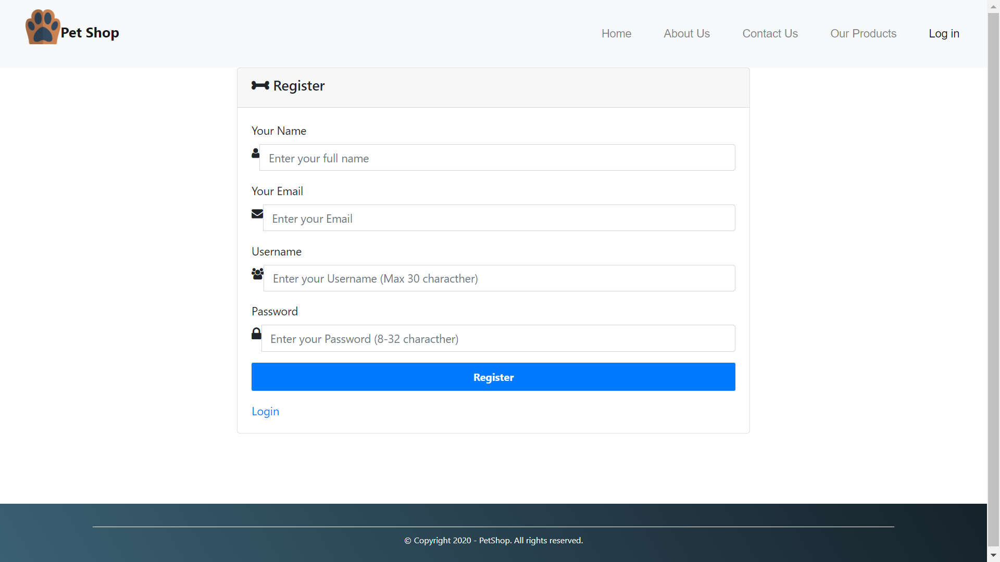 Pet Shop
Home About Us Contact Us Our Products Log in
Register
Your Name
Enter your full name
Your Email
Enter your Email
Username
Enter your Username (Max 30 characther)
Password
Enter your Password (8-32 characther)
Register
Login
© Copyright 2020 - PetShop. All rights reserved.